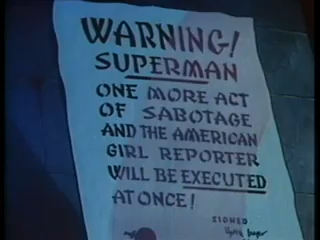 WARNING!
SUPERMAN
ONE MORE ACT
OF SABOTAGE
AND THE AMERICAN
GIRL REPORTER
WILL BE EXECUTED
AT ONCE!
SIGNED